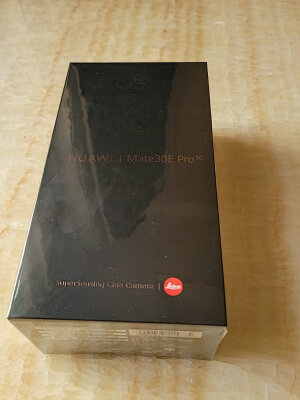 HUAWEI Mate30E Pro 5G
SuperSensing Cine Camera | Leica